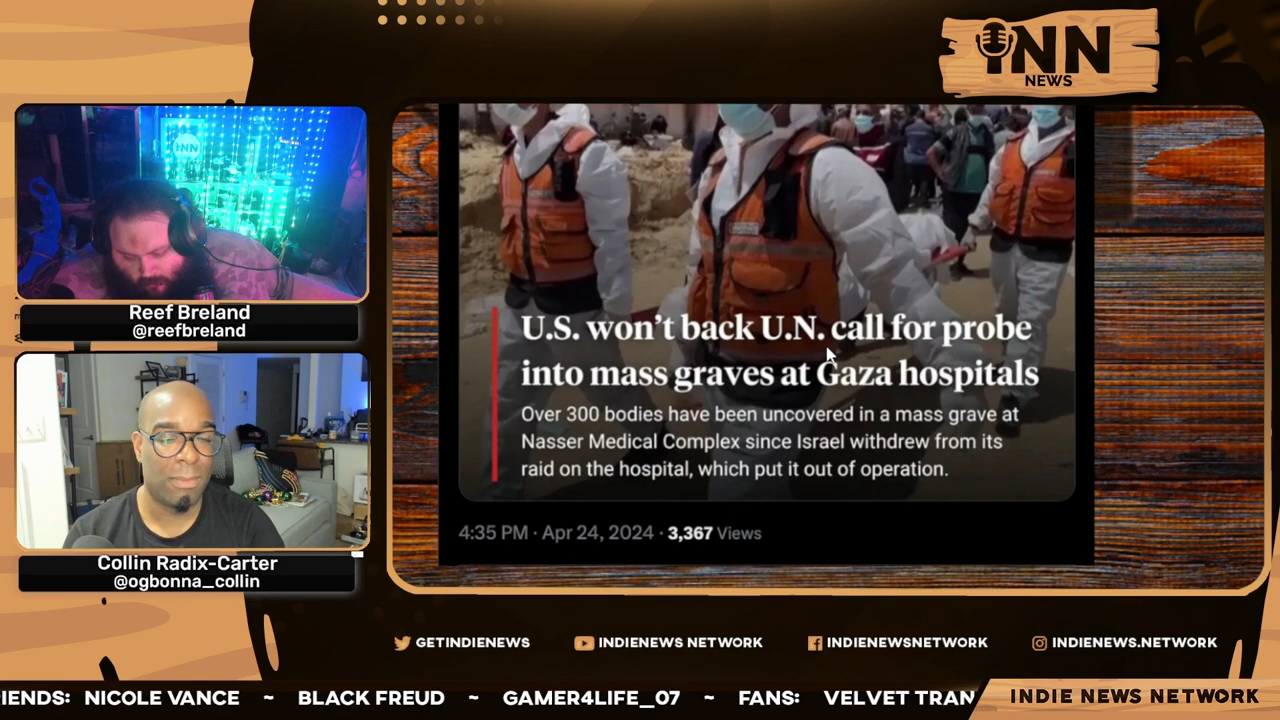 INN
NEWS
iNN
Reef Breland
@reefbreland
Collin Radix-Carter
@ogbonna_collin
U.S. won't back U.N. call for probe
into mass graves at Gaza hospitals
Over 300 bodies have been uncovered in a mass grave at
Nasser Medical Complex since Israel withdrew from its
raid on the hospital, which put it out of operation.
4:35 PM · Apr 24, 2024 · 3,367 Views
GETINDIENEWS
INDIENEWS NETWORK
INDIENEWSNETWORK
INDIENEWS.NETWORK
IENDS: NICOLE VANCE ~ BLACK FREUD ~ GAMER4LIFE_07 ~ FANS: VELVET TRAN
INDIE NEWS NETWORK